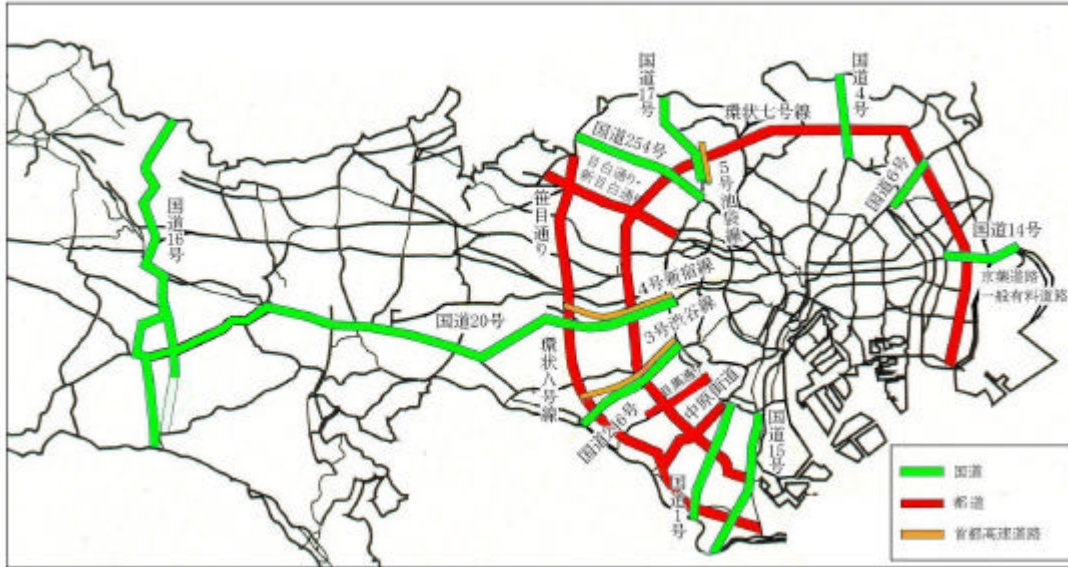 国道4号
国道17号
環状七号線
国道254号
目白通り・
新目白通り
国道6号
5号池袋線
笹目通り
国道16号
国道14号
京葉道路
一般有料道路
4号新宿線
国道20号
3号渋谷線
環状八号線
目黒通り
中原街道
国道246号
国道15号
国道1号
国道
都道
首都高速道路